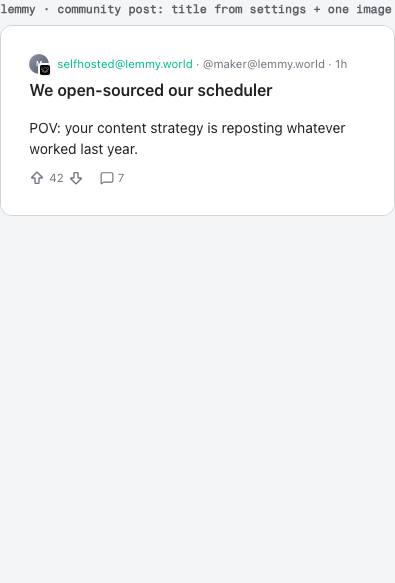 lemmy · community post: title from settings + one image
selfhosted@lemmy.world · @maker@lemmy.world · 1h
We open-sourced our scheduler
POV: your content strategy is reposting whatever
worked last year.
42 7